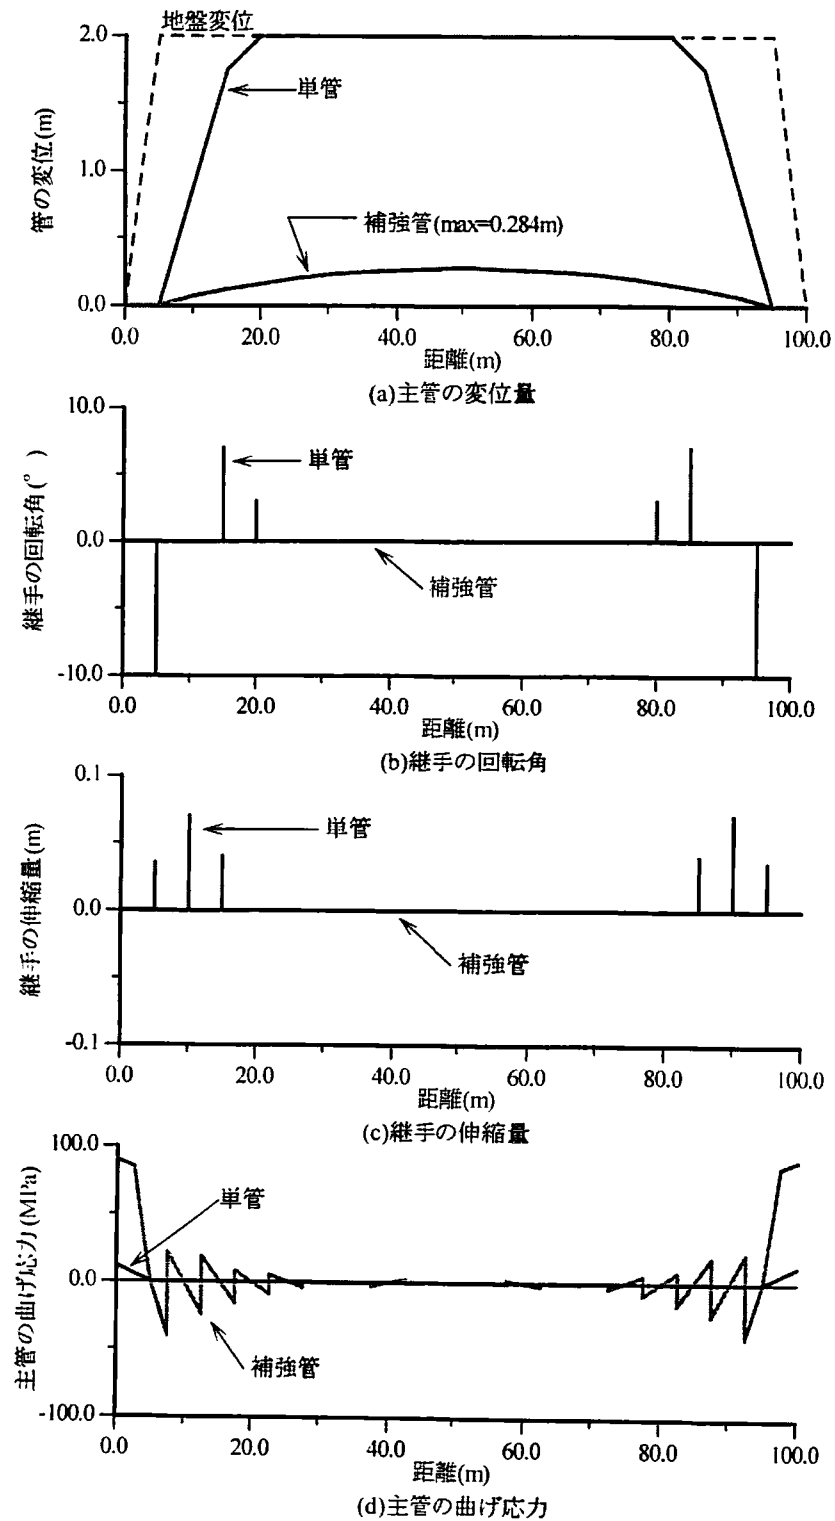 地盤変位
2.0
単管
管の変位(m)
1.0
補強管(max=0.284m)
0.0
0.0 20.0 40.0 60.0 80.0 100.0
距離(m)
(a)主管の変位量
10.0
単管
継手の回転角(°)
0.0
補強管
-10.0
0.0 20.0 40.0 60.0 80.0 100.0
距離(m)
(b)継手の回転角
0.1
単管
継手の伸縮量(m)
0.0
補強管
-0.1
0.0 20.0 40.0 60.0 80.0 100.0
距離(m)
(c)継手の伸縮量
100.0
単管
主管の曲げ応力(MPa)
0.0
補強管
-100.0
0.0 20.0 40.0 60.0 80.0 100.0
距離(m)
(d)主管の曲げ応力